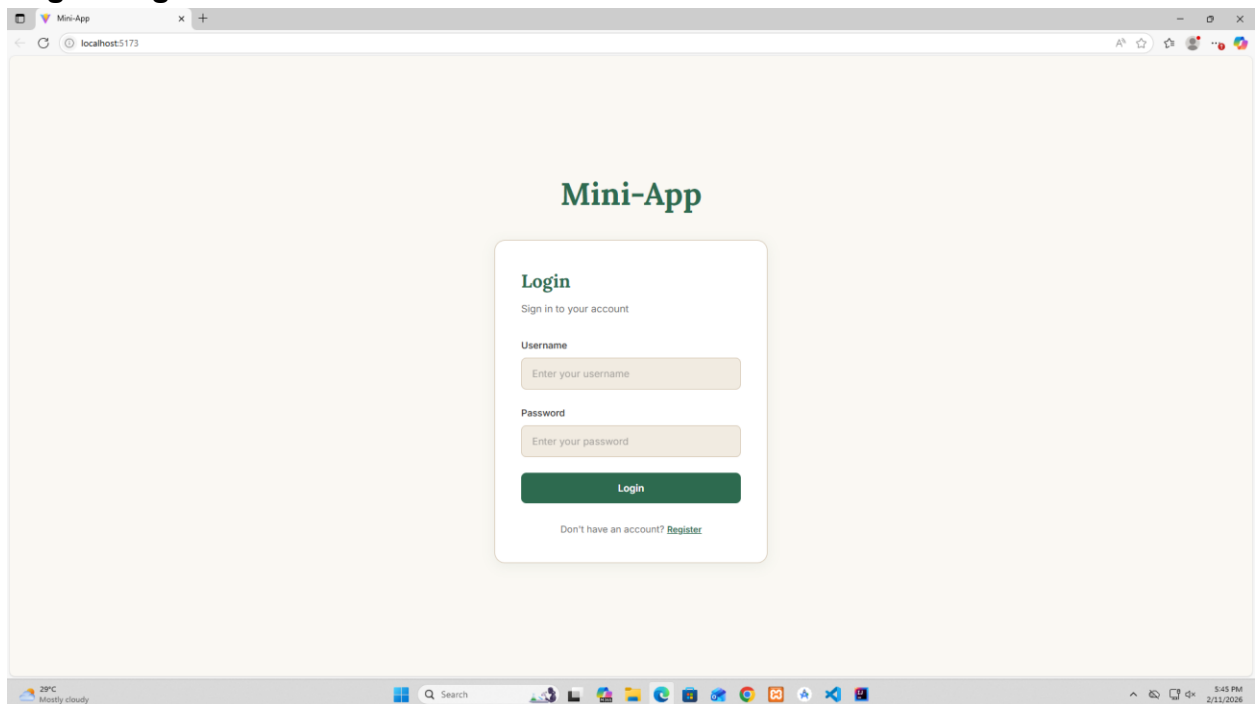 Mini-App
localhost:5173
Mini-App
Login
Sign in to your account
Username
Enter your username
Password
Enter your password
Login
Don't have an account? Register
29°C
Mostly cloudy
Search
5:45 PM
2/11/2026